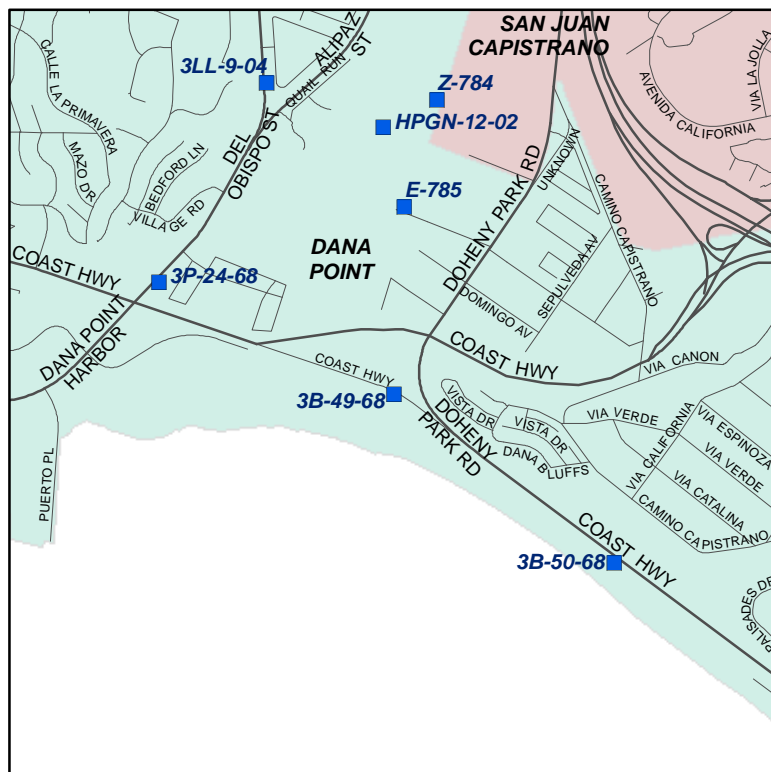 SAN JUAN
CAPISTRANO
CALLE LA PRIMAVERA
ALIPAZ
ST
QUAIL RUN
3LL-9-04
Z-784
VIA LA JOLLA
AVENIDA CALIFORNIA
HPGN-12-02
MAZO DR
BEDFORD LN
DEL
OBISPO ST
UNKNOWN
E-785
VILLAGE RD
CAMINO CAPISTRANO
DOHENY PARK RD
DANA
POINT
COAST HWY
3P-24-68
SEPULVEDA AV
DOMINGO AV
DANA POINT
HARBOR
COAST HWY
VIA CANON
COAST HWY
3B-49-68
VISTA DR
DOHENY
PARK RD
VISTA DR
VIA VERDE
VIA CALIFORNIA
VIA ESPINOZA
VIA VERDE
DANA BLUFFS
VIA CATALINA
CAMINO CAPISTRANO
PUERTO PL
COAST HWY
3B-50-68
PALISADES DR